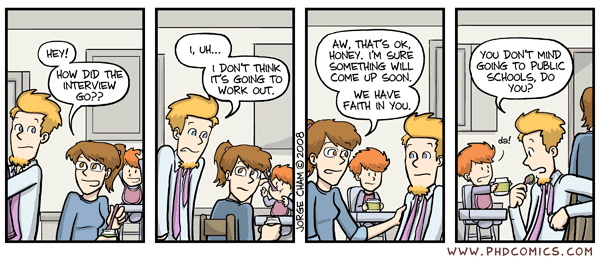 HEY!
HOW DID THE
INTERVIEW
GO??
I, UH...
I DON'T THINK
IT'S GOING TO
WORK OUT.
JORGE CHAM © 2008
AW, THAT'S OK,
HONEY. I'M SURE
SOMETHING WILL
COME UP SOON.
WE HAVE
FAITH IN YOU.
YOU DON'T MIND
GOING TO PUBLIC
SCHOOLS, DO
YOU?
da!
WWW.PHDCOMICS.COM